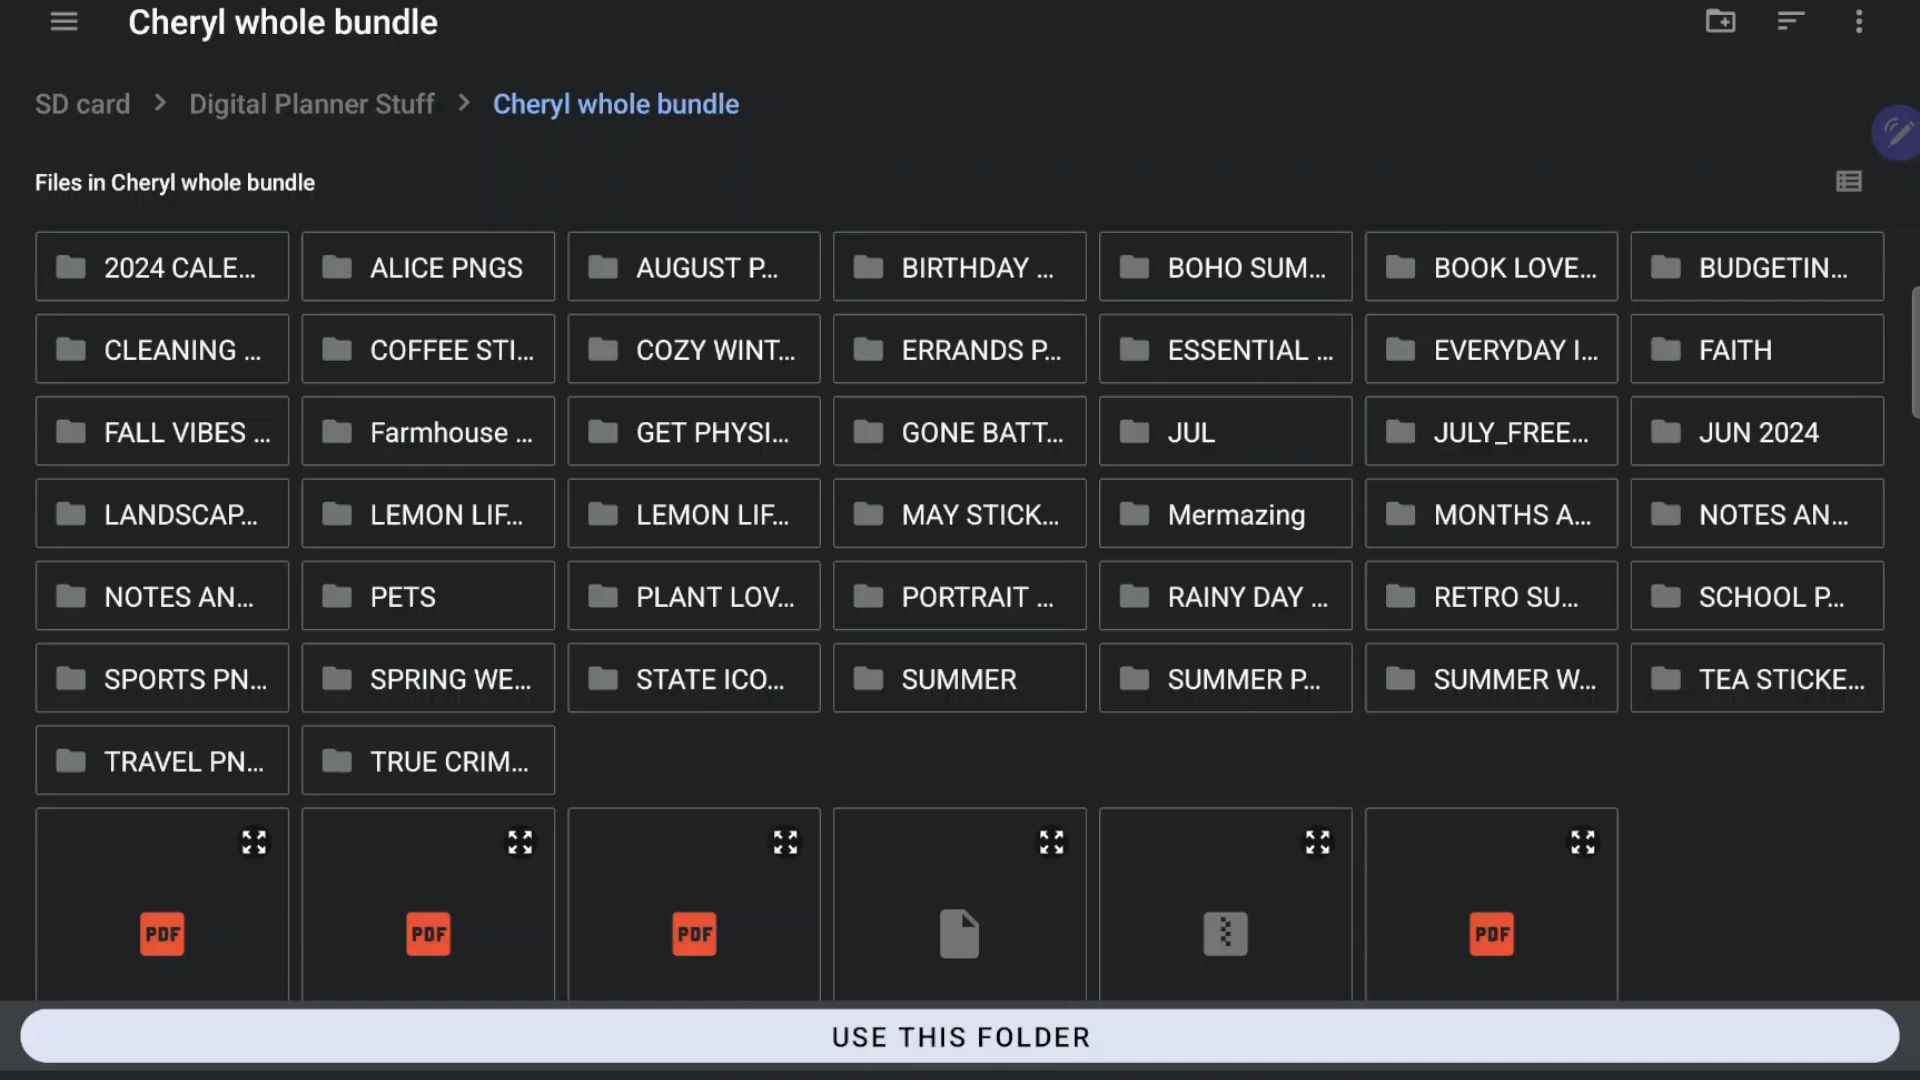 Cheryl whole bundle
SD card > Digital Planner Stuff > Cheryl whole bundle
Files in Cheryl whole bundle
2024 CALE... ALICE PNGS AUGUST P... BIRTHDAY ... BOHO SUM... BOOK LOVE... BUDGETIN...
CLEANING ... COFFEE STI... COZY WINT... ERRANDS P... ESSENTIAL ... EVERYDAY I... FAITH
FALL VIBES ... Farmhouse ... GET PHYSI... GONE BATT... JUL JULY_FREE... JUN 2024
LANDSCAP... LEMON LIF... LEMON LIF... MAY STICK... Mermazing MONTHS A... NOTES AN...
NOTES AN... PETS PLANT LOV... PORTRAIT ... RAINY DAY ... RETRO SU... SCHOOL P...
SPORTS PN... SPRING WE... STATE ICO... SUMMER SUMMER P... SUMMER W... TEA STICKE...
TRAVEL PN... TRUE CRIM...
PDF PDF PDF PDF
USE THIS FOLDER